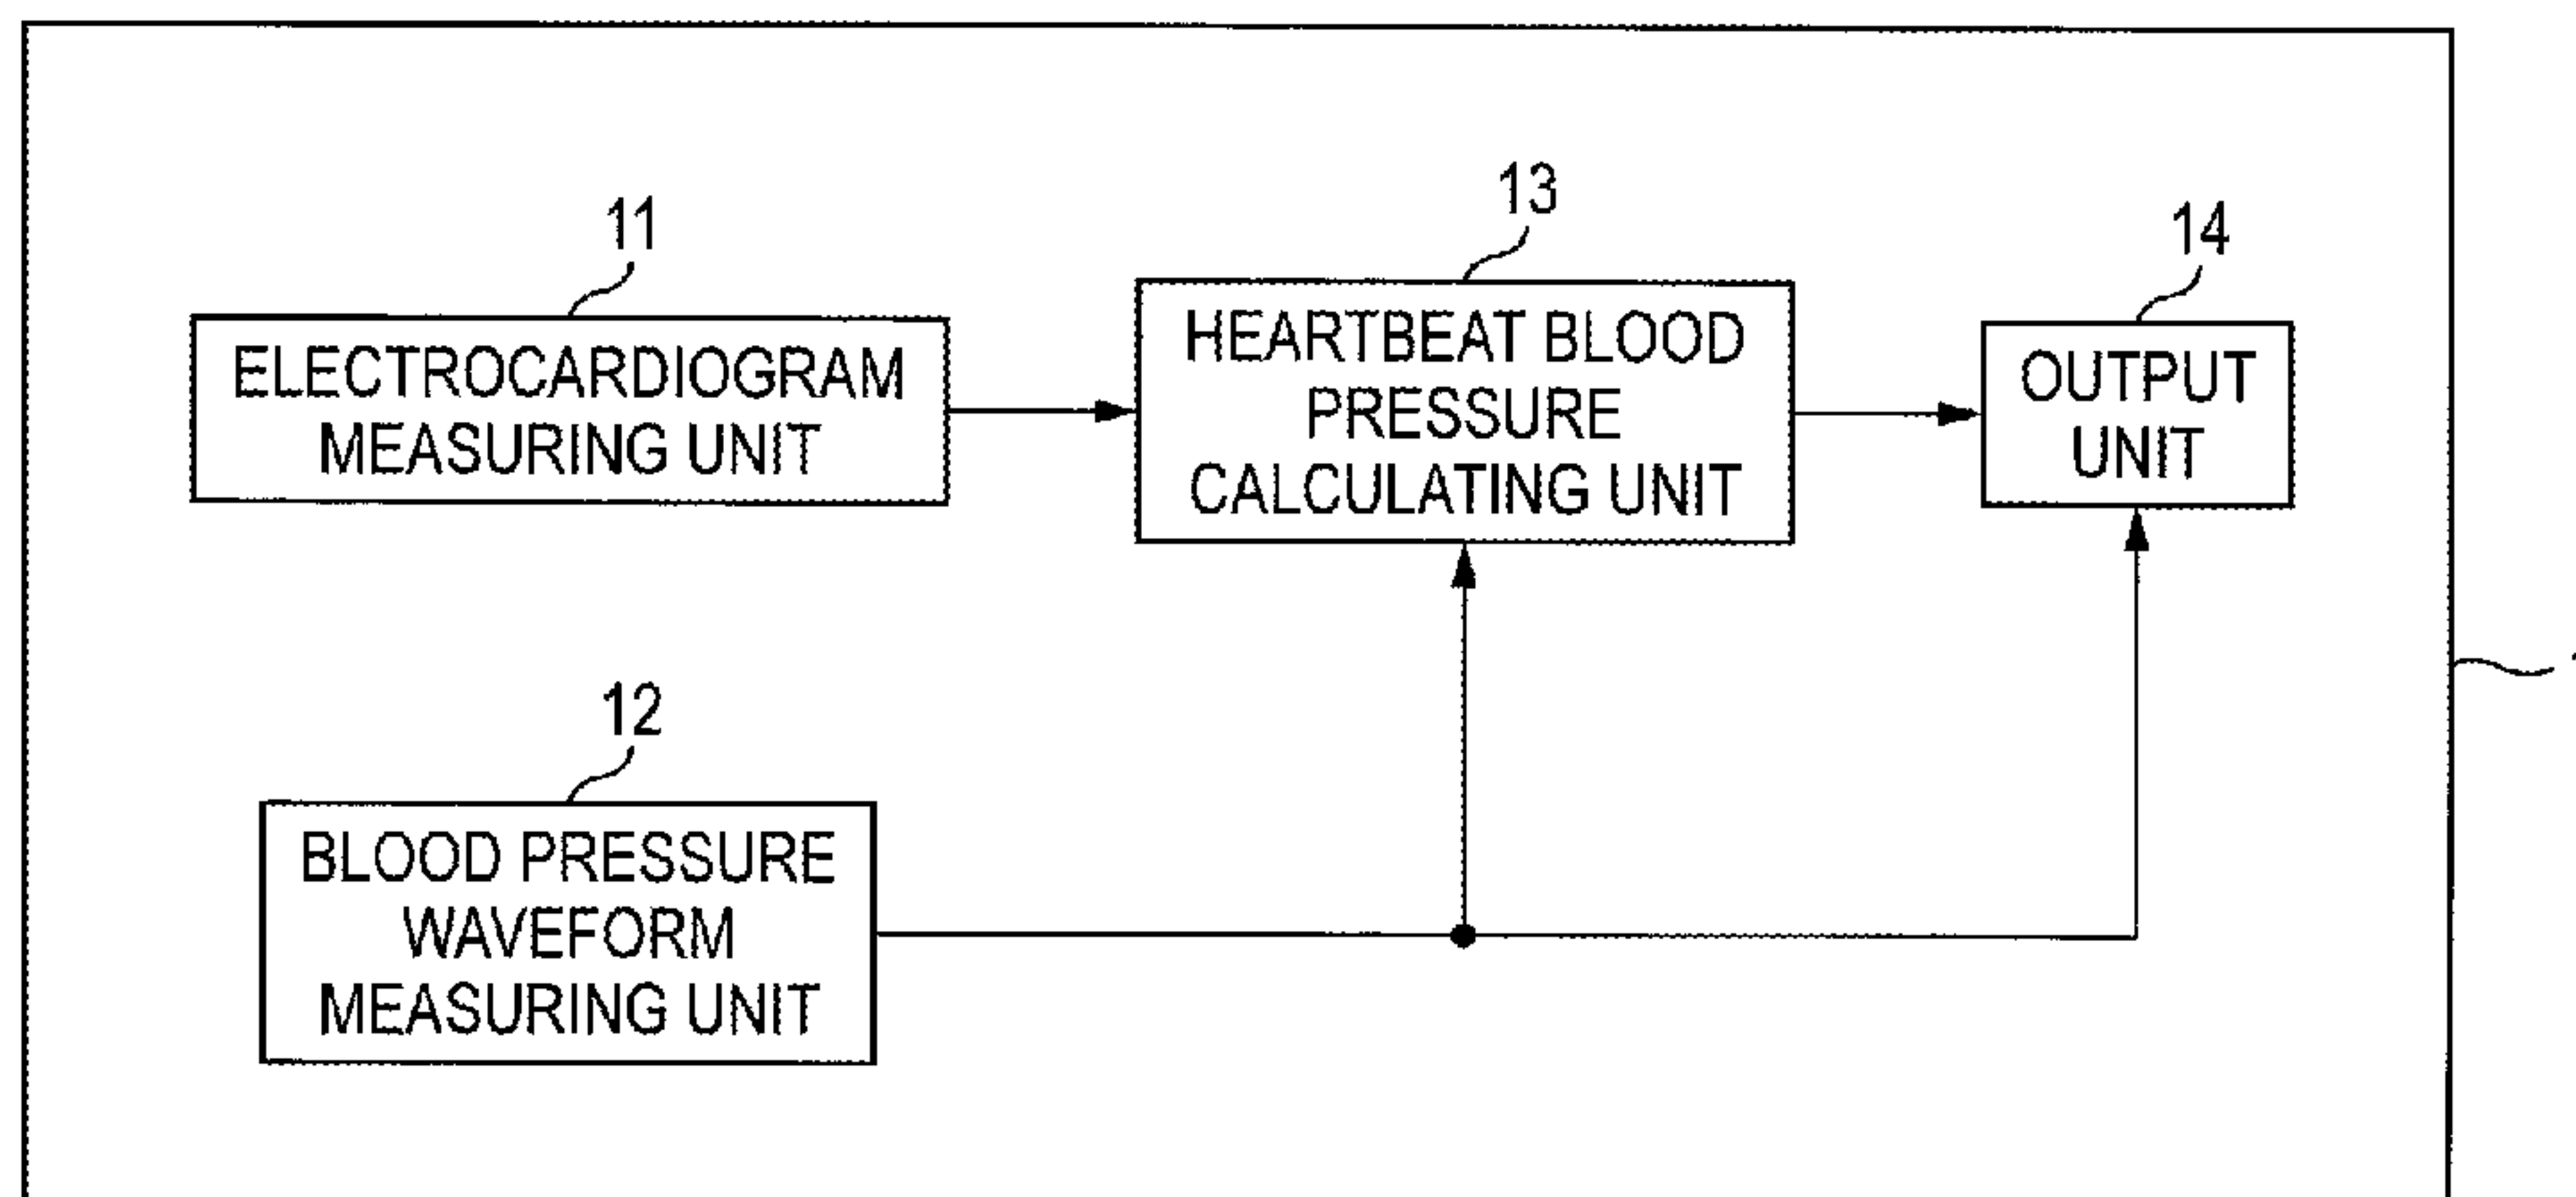 11
ELECTROCARDIOGRAM
MEASURING UNIT
13
HEARTBEAT BLOOD
PRESSURE
CALCULATING UNIT
14
OUTPUT
UNIT
12
BLOOD PRESSURE
WAVEFORM
MEASURING UNIT